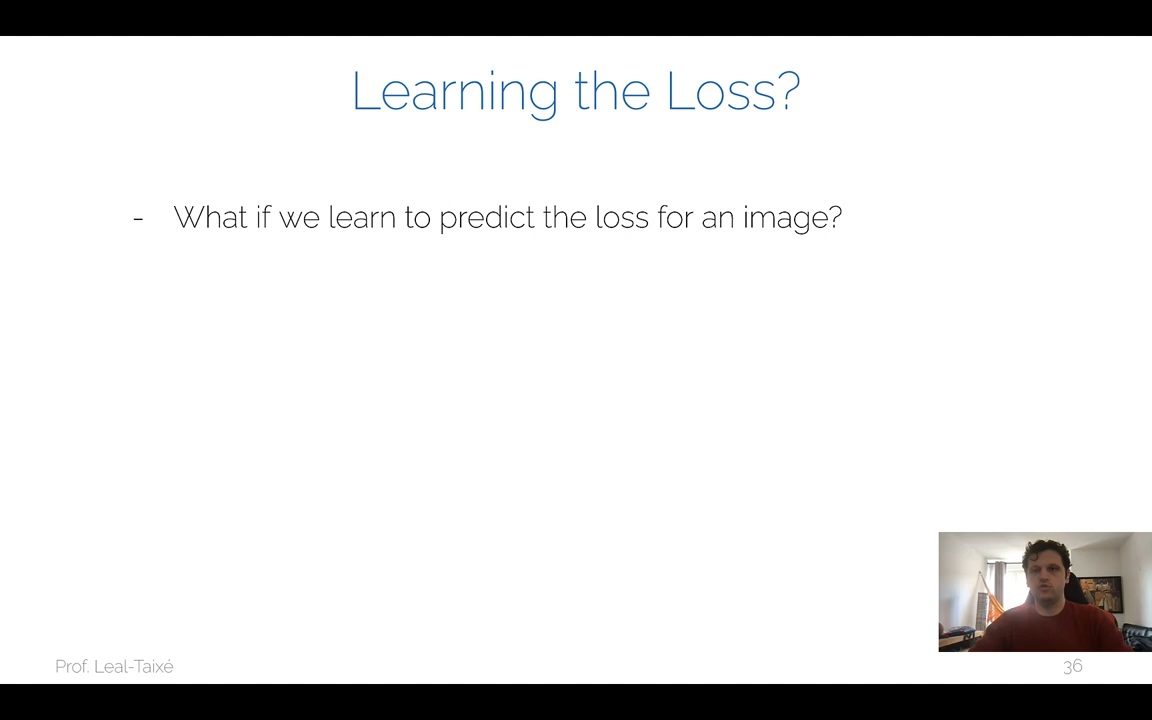 Learning the Loss?
- What if we learn to predict the loss for an image?
Prof. Leal-Taixé
36